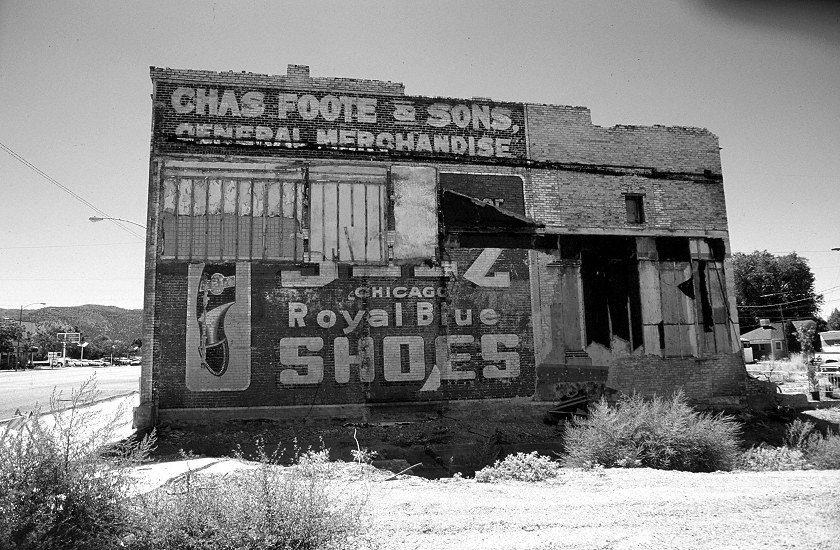 CHAS FOOTE & SONS,
GENERAL MERCHANDISE
CHICAGO
Royal Blue
SHOES